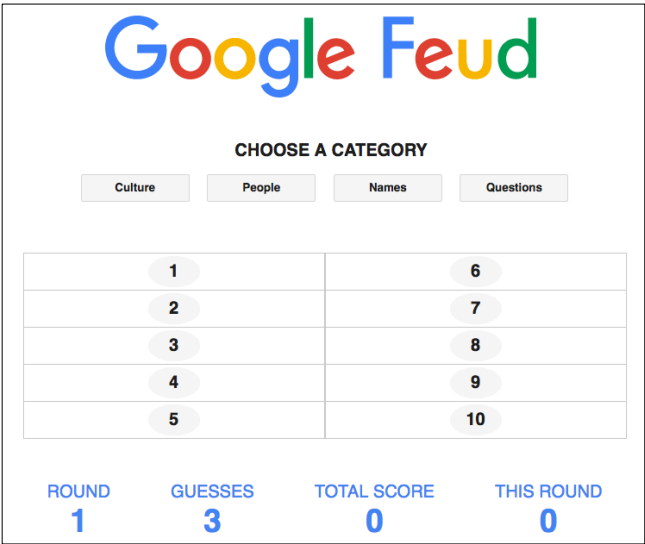 Google Feud
CHOOSE A CATEGORY
Culture People Names Questions
1 6
2 7
3 8
4 9
5 10
ROUND GUESSES TOTAL SCORE THIS ROUND
1 3 0 0